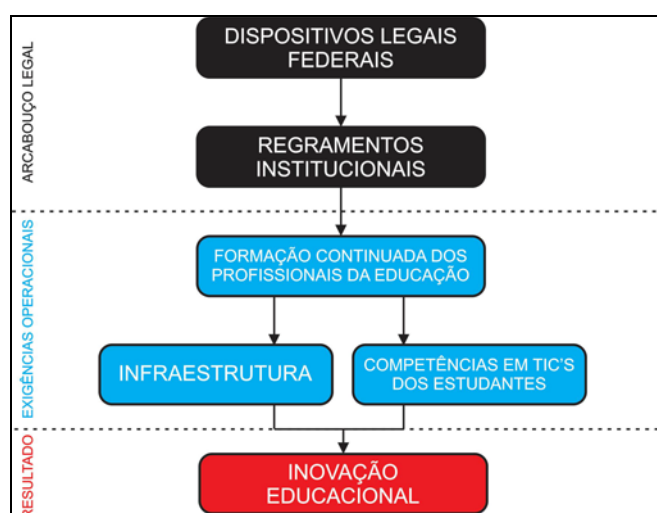 ARCABOUÇO LEGAL
DISPOSITIVOS LEGAIS
FEDERAIS
REGRAMENTOS
INSTITUCIONAIS
EXIGÊNCIAS OPERACIONAIS
FORMAÇÃO CONTINUADA DOS
PROFISSIONAIS DA EDUCAÇÃO
INFRAESTRUTURA
COMPETÊNCIAS EM TIC'S
DOS ESTUDANTES
RESULTADO
INOVAÇÃO
EDUCACIONAL